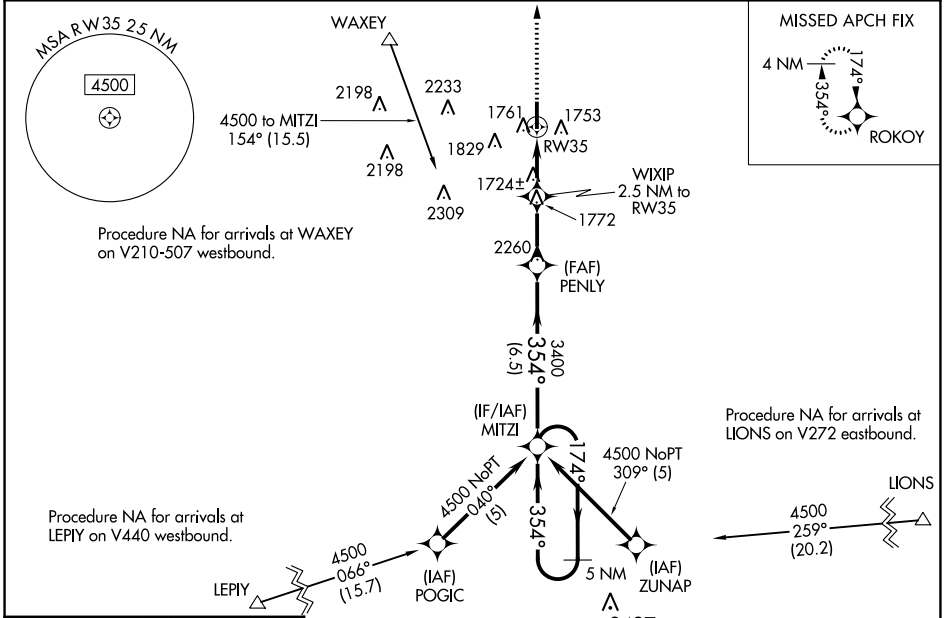 MSA RW35 25 NM
4500
WAXEY
4500 to MITZI
154° (15.5)
2198
2233
2198
2309
1829
1761
1753
RW35
1724±
WIXIP
2.5 NM to
RW35
1772
2260
(FAF)
PENLY
MISSED APCH FIX
4 NM
174°
354°
ROKOY
Procedure NA for arrivals at WAXEY
on V210-507 westbound.
3400
354°
(6.5)
(IF/IAF)
MITZI
4500 NoPT
040°
(5)
174°
354°
4500 NoPT
309° (5)
Procedure NA for arrivals at
LIONS on V272 eastbound.
LIONS
4500
259°
(20.2)
Procedure NA for arrivals at
LEPIY on V440 westbound.
LEPIY
4500
066°
(15.7)
(IAF)
POGIC
5 NM
(IAF)
ZUNAP